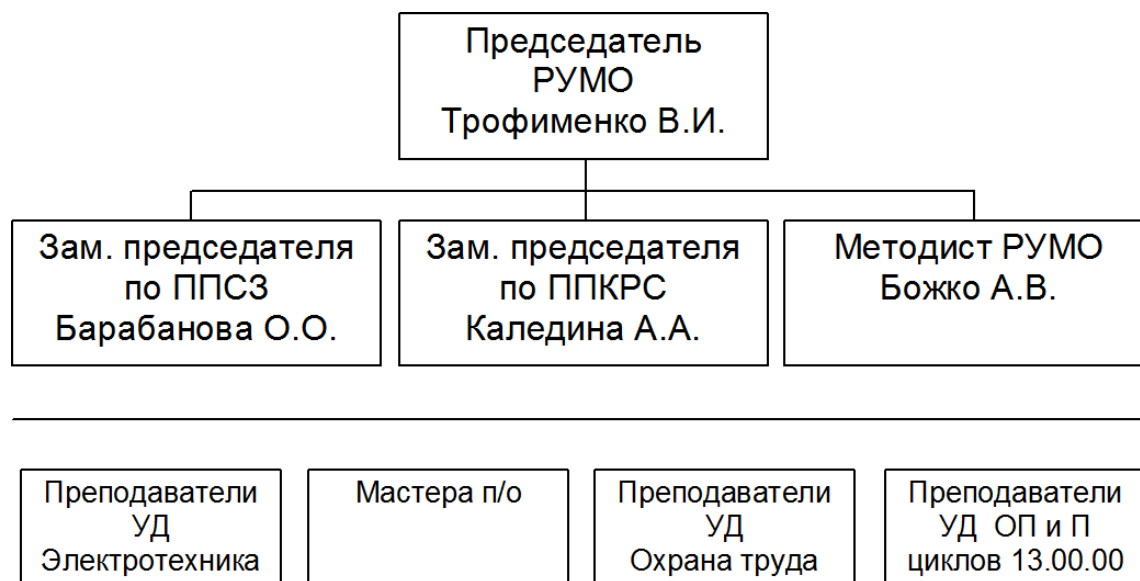 Председатель
РУМО
Трофименко В.И.
Зам. председателя
по ППСЗ
Барабанова О.О.
Зам. председателя
по ППКРС
Каледина А.А.
Методист РУМО
Божко А.В.
Преподаватели
УД
Электротехника
Мастера п/о
Преподаватели
УД
Охрана труда
Преподаватели
УД ОП и П
циклов 13.00.00